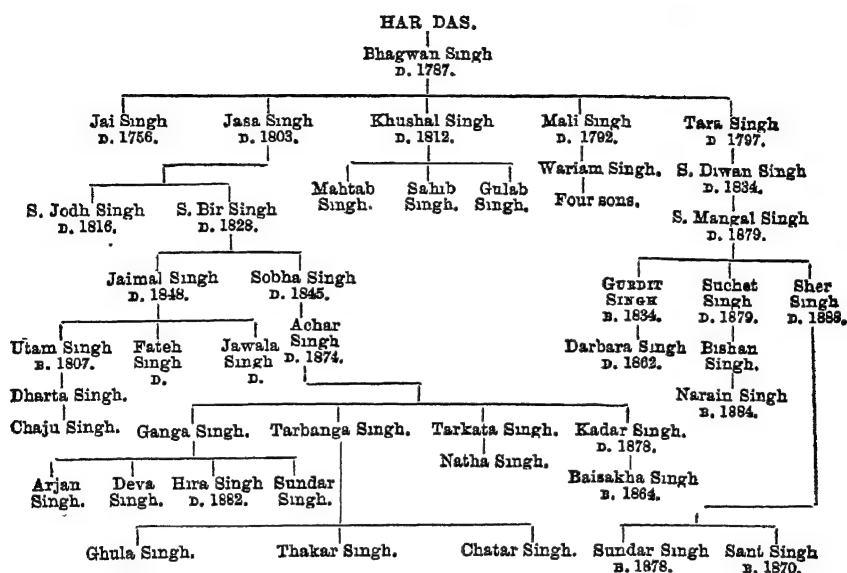 HAR DAS.
Bhagwan Singh
D. 1787.
Jai Singh Jasa Singh Khushal Singh Mali Singh Tara Singh
D. 1756. D. 1803. D. 1812. D. 1792. D 1797.
Wariam Singh. S. Diwan Singh
Mahtab Sahib Gulab D. 1834.
Singh. Singh. Singh. Four sons.
S. Jodh Singh S. Bir Singh S. Mangal Singh
D. 1816. D. 1828. D. 1879.
Jaimal Singh Sobha Singh GURDIT Suchet Sher
D. 1848. D. 1845. SINGH Singh Singh
B. 1834. D. 1879. D. 1888.
Utam Singh Fateh Jawala Achar Darbara Singh Bishan
B. 1807. Singh Singh Singh D. 1862. Singh.
D. D. D. 1874.
Dharta Singh. Narain Singh
B. 1884.
Chaju Singh. Ganga Singh. Tarbanga Singh. Tarkata Singh. Kadar Singh.
D. 1878.
Natha Singh. Baisakha Singh
B. 1864.
Arjan Deva Hira Singh Sundar
Singh. Singh. D. 1882. Singh.
Ghula Singh. Thakar Singh. Chatar Singh. Sundar Singh Sant Singh
B. 1878. B. 1870.